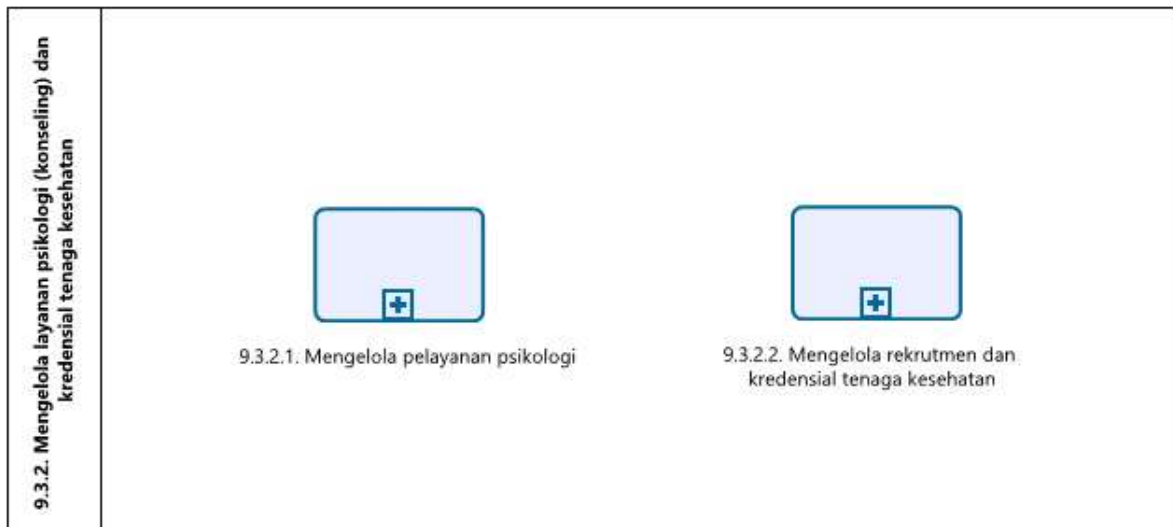 9.3.2. Mengelola layanan psikologi (konseling) dan
kredensial tenaga kesehatan
9.3.2.1. Mengelola pelayanan psikologi
9.3.2.2. Mengelola rekrutmen dan
kredensial tenaga kesehatan